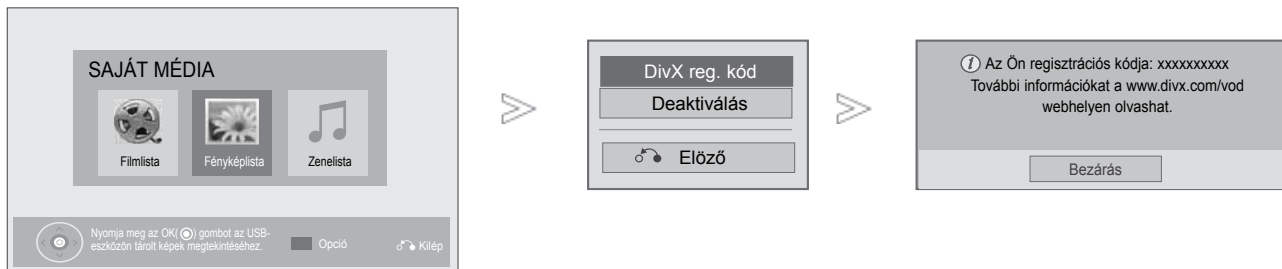 SAJÁT MÉDIA
Filmlista
Fényképlista
Zenelista
Nyomja meg az OK(◉) gombot az USB-
eszközön tárolt képek megtekintéséhez.
Opció
Kilép
DivX reg. kód
Deaktiválás
Elöző
Az Ön regisztrációs kódja: xxxxxxxxxx
További információkat a www.divx.com/vod
webhelyen olvashat.
Bezárás